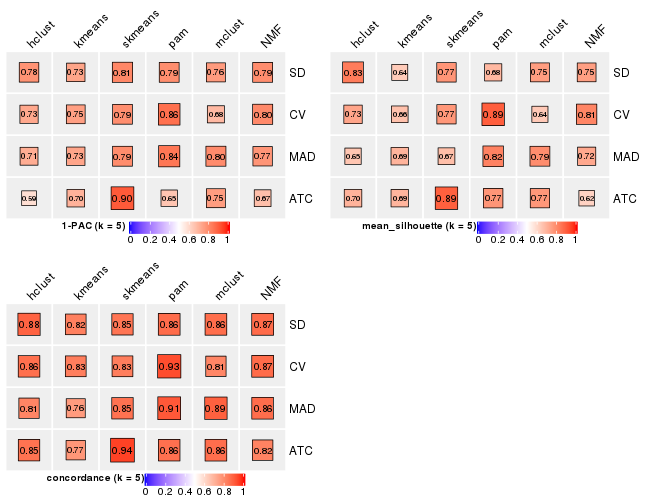 hclust kmeans skmeans pam mclust NMF
0.78 0.73 0.81 0.79 0.76 0.79 SD
0.73 0.75 0.79 0.86 0.68 0.80 CV
0.71 0.73 0.79 0.84 0.80 0.77 MAD
0.59 0.70 0.90 0.65 0.75 0.67 ATC
1-PAC (k = 5)
0 0.2 0.4 0.6 0.8 1
hclust kmeans skmeans pam mclust NMF
0.83 0.64 0.77 0.68 0.75 0.75 SD
0.73 0.66 0.77 0.89 0.64 0.81 CV
0.65 0.69 0.67 0.82 0.79 0.72 MAD
0.70 0.69 0.89 0.77 0.77 0.62 ATC
mean_silhouette (k = 5)
0 0.2 0.4 0.6 0.8 1
hclust kmeans skmeans pam mclust NMF
0.88 0.82 0.85 0.86 0.86 0.87 SD
0.86 0.83 0.83 0.93 0.81 0.87 CV
0.81 0.76 0.85 0.91 0.89 0.86 MAD
0.85 0.77 0.94 0.86 0.86 0.82 ATC
concordance (k = 5)
0 0.2 0.4 0.6 0.8 1